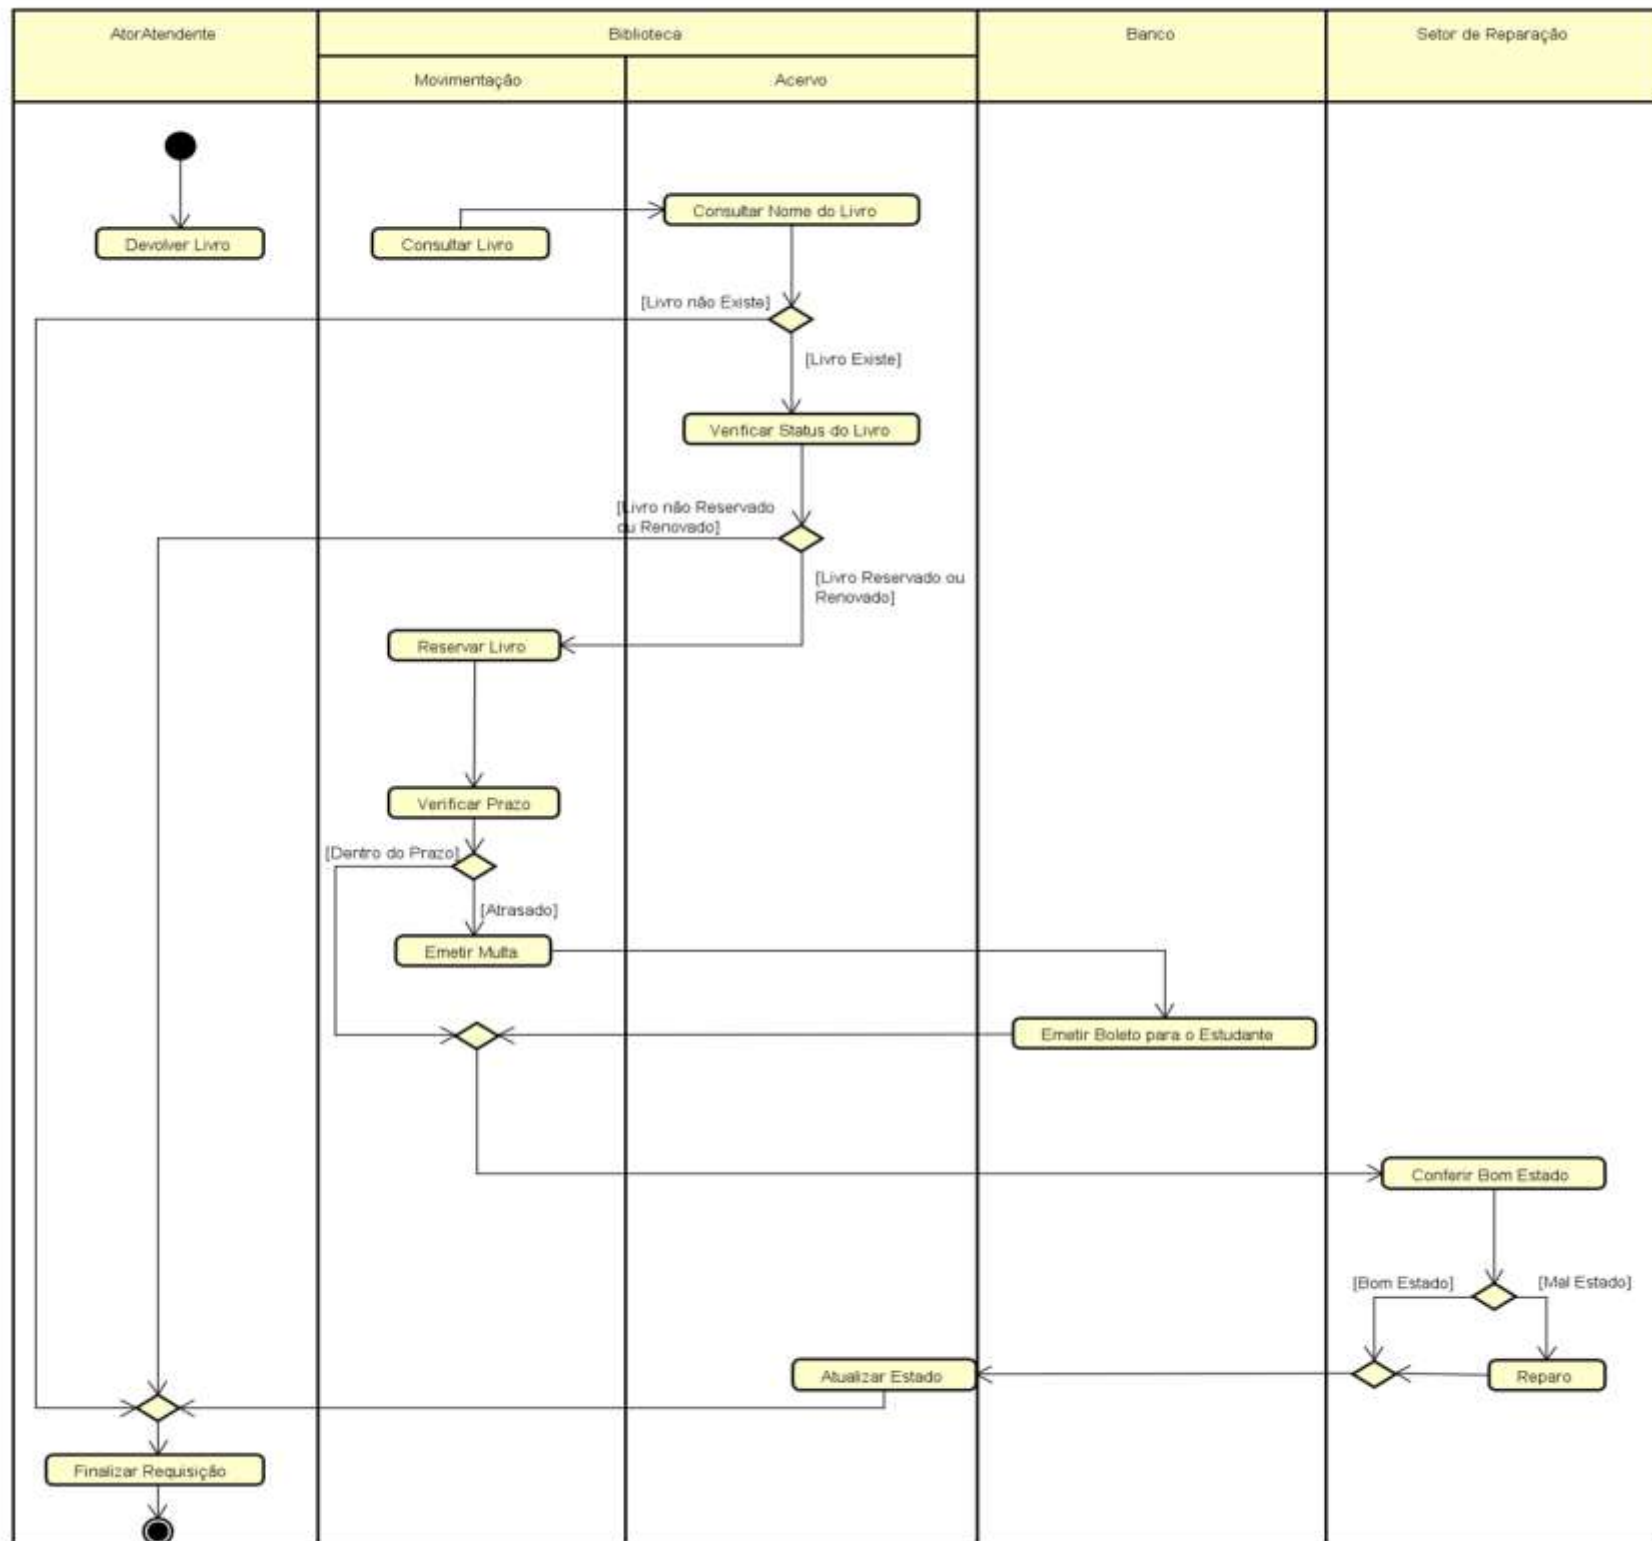 AtorAtendente
Biblioteca
Banco
Setor de Reparação
Movimentação
Acervo
Consultar Nome do Livro
Devolver Livro
Consultar Livro
[Livro não Existe]
[Livro Existe]
Verificar Status do Livro
[Livro não Reservado
ou Renovado]
[Livro Reservado ou
Renovado]
Reservar Livro
Verificar Prazo
[Dentro do Prazo]
[Atrasado]
Emetir Multa
Emetir Boleto para o Estudante
Conferir Bom Estado
[Bom Estado]
[Mal Estado]
Atualizar Estado
Reparo
Finalizar Requisição